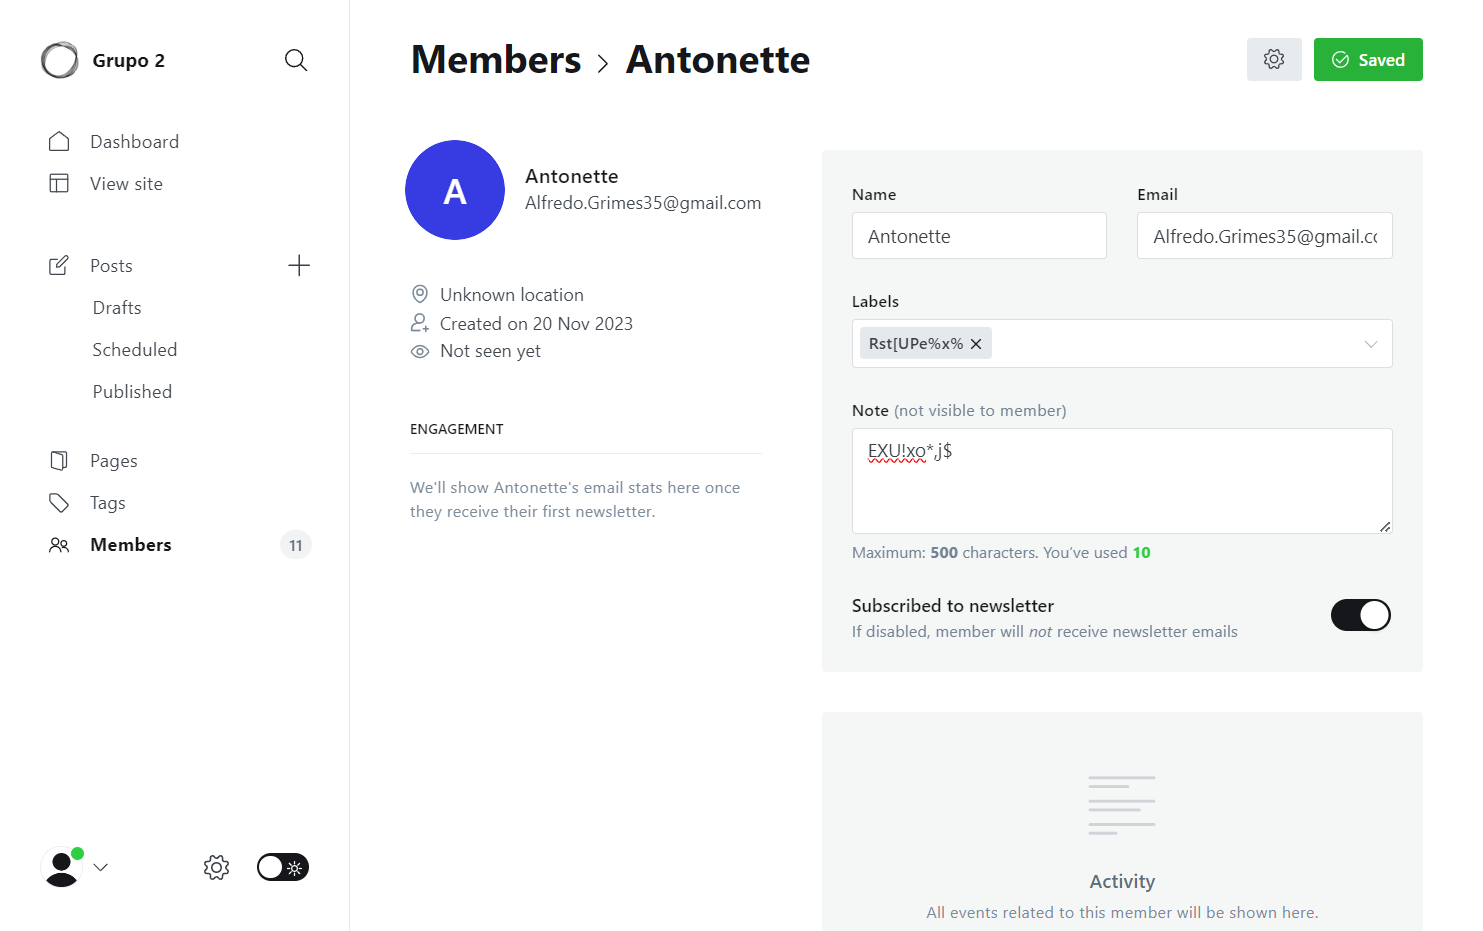 Grupo 2
Dashboard
View site
Posts
Drafts
Scheduled
Published
Pages
Tags
Members 11
Members > Antonette
Saved
A
Antonette
Alfredo.Grimes35@gmail.com
Unknown location
Created on 20 Nov 2023
Not seen yet
ENGAGEMENT
We'll show Antonette's email stats here once
they receive their first newsletter.
Name
Antonette
Email
Alfredo.Grimes35@gmail.co
Labels
Rst[UPe%x%
Note (not visible to member)
EXU!xo*,j$
Maximum: 500 characters. You've used 10
Subscribed to newsletter
If disabled, member will not receive newsletter emails
Activity
All events related to this member will be shown here.